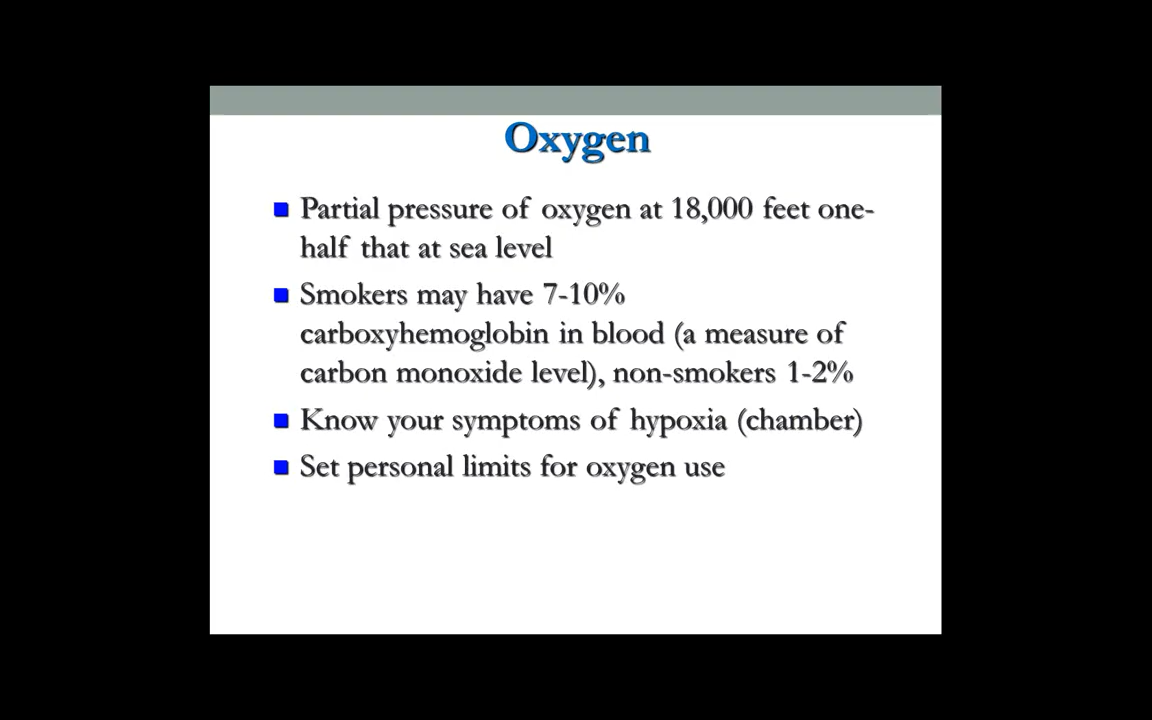 Oxygen
Partial pressure of oxygen at 18,000 feet one-
half that at sea level
Smokers may have 7-10%
carboxyhemoglobin in blood (a measure of
carbon monoxide level), non-smokers 1-2%
Know your symptoms of hypoxia (chamber)
Set personal limits for oxygen use